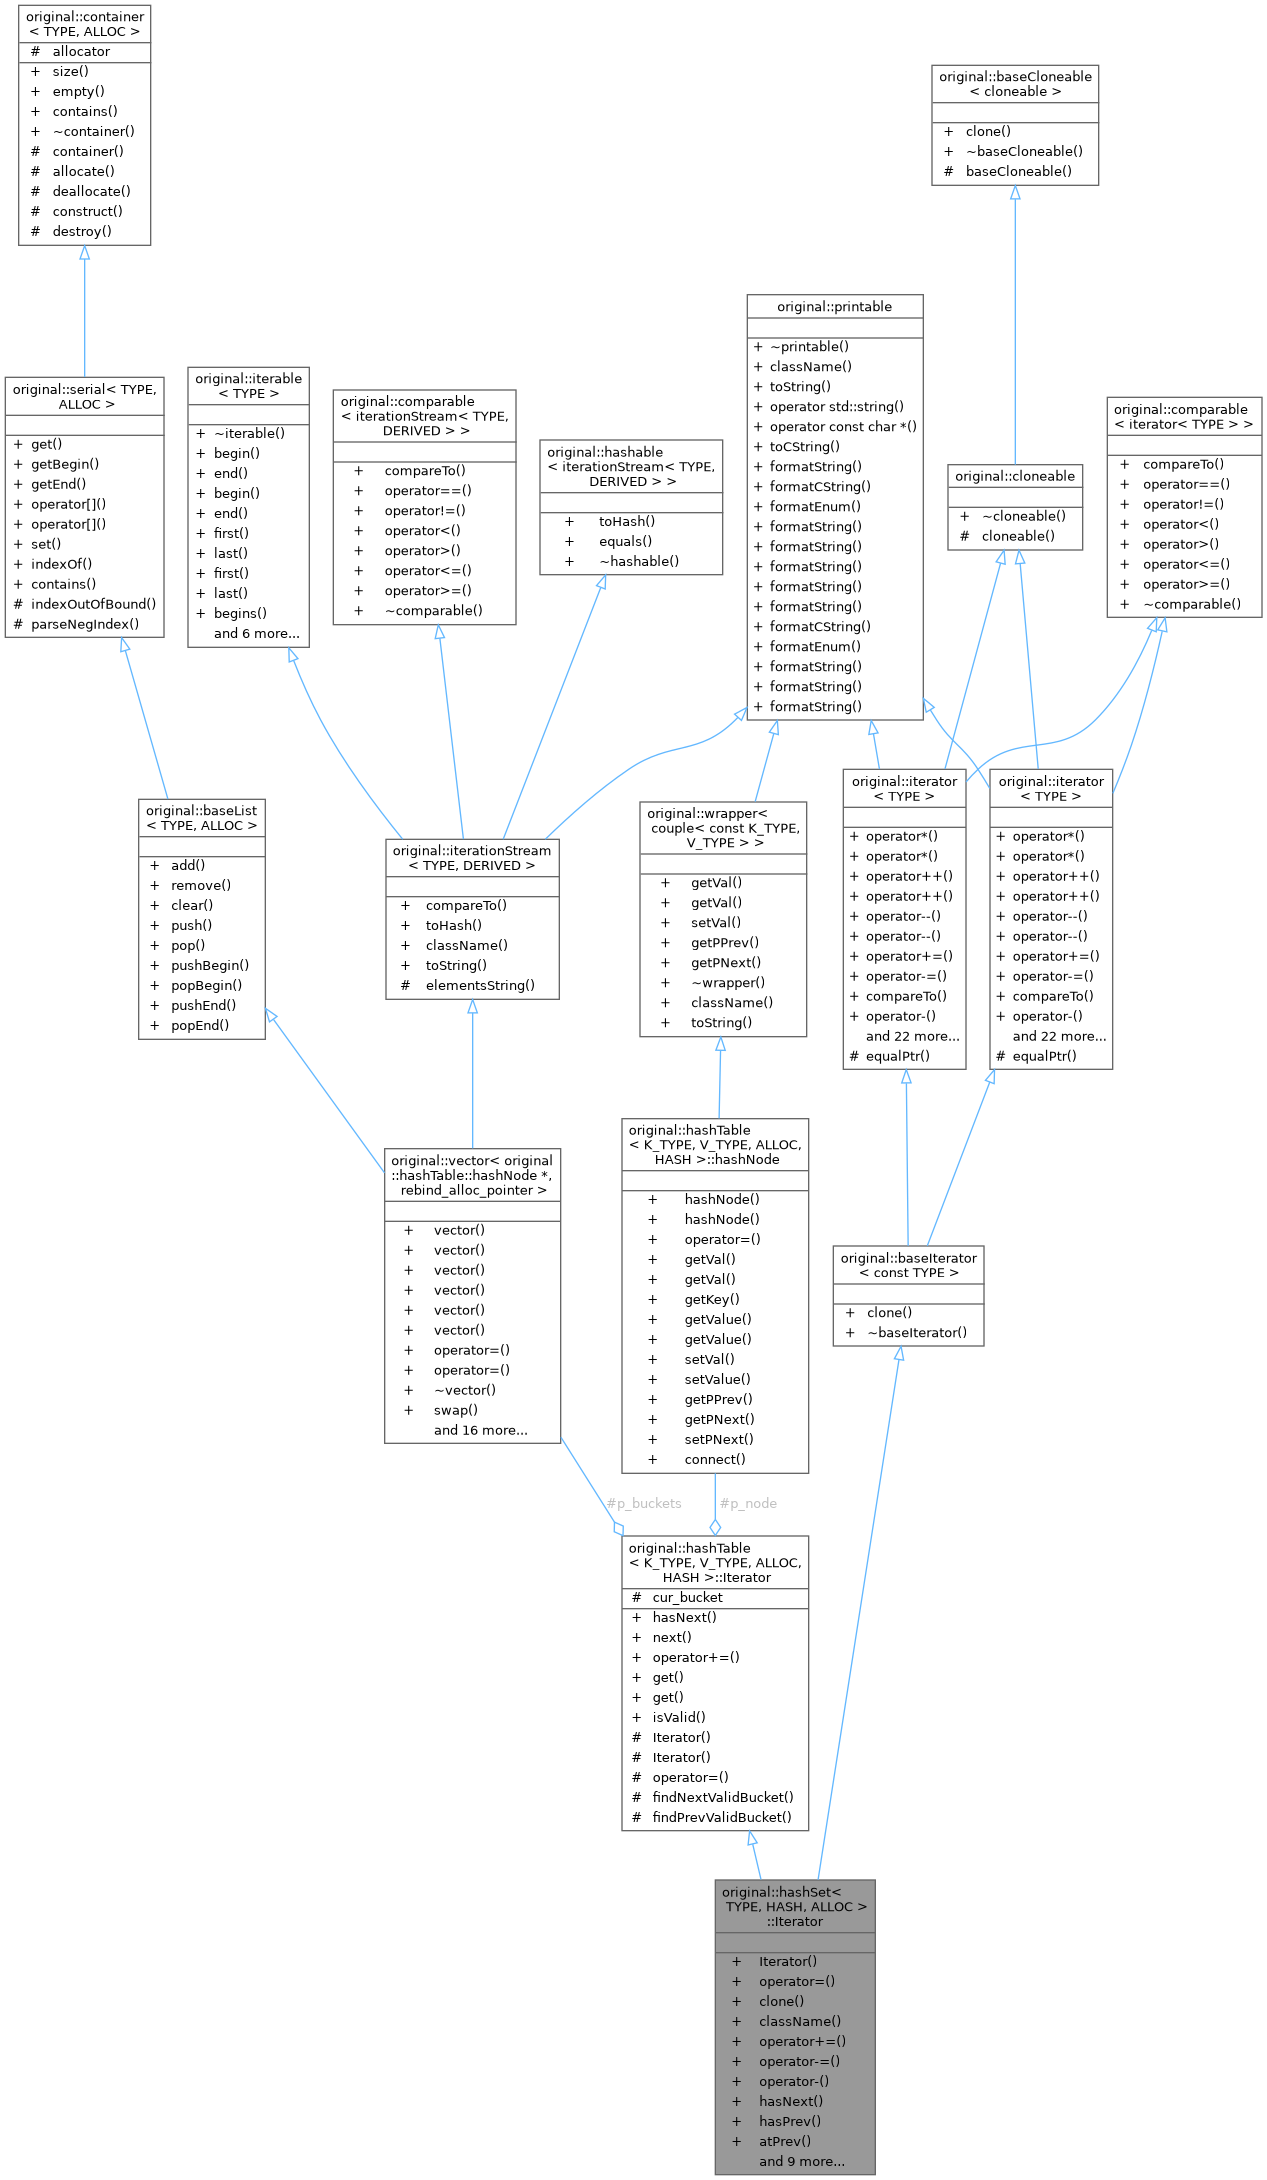 original::container
< TYPE, ALLOC >
# allocator
+ size()
+ empty()
+ contains()
+ ~container()
# container()
# allocate()
# deallocate()
# construct()
# destroy()
original::baseCloneable
< cloneable >
+ clone()
+ ~baseCloneable()
# baseCloneable()
original::printable
+ ~printable()
+ className()
+ toString()
+ operator std::string()
+ operator const char *()
+ toCString()
+ formatString()
+ formatCString()
+ formatEnum()
+ formatString()
+ formatString()
+ formatString()
+ formatString()
+ formatString()
+ formatCString()
+ formatEnum()
+ formatString()
+ formatString()
+ formatString()
original::serial< TYPE,
ALLOC >
+ get()
+ getBegin()
+ getEnd()
+ operator[]()
+ operator[]()
+ set()
+ indexOf()
+ contains()
# indexOutOfBound()
# parseNegIndex()
original::iterable
< TYPE >
+ ~iterable()
+ begin()
+ end()
+ begin()
+ end()
+ first()
+ last()
+ first()
+ last()
+ begins()
and 6 more...
original::comparable
< iterationStream< TYPE,
DERIVED > >
+ compareTo()
+ operator==()
+ operator!=()
+ operator<()
+ operator>()
+ operator<=()
+ operator>=()
+ ~comparable()
original::hashable
< iterationStream< TYPE,
DERIVED > >
+ toHash()
+ equals()
+ ~hashable()
original::cloneable
+ ~cloneable()
# cloneable()
original::comparable
< iterator< TYPE > >
+ compareTo()
+ operator==()
+ operator!=()
+ operator<()
+ operator>()
+ operator<=()
+ operator>=()
+ ~comparable()
original::baseList
< TYPE, ALLOC >
+ add()
+ remove()
+ clear()
+ push()
+ pop()
+ pushBegin()
+ popBegin()
+ pushEnd()
+ popEnd()
original::iterationStream
< TYPE, DERIVED >
+ compareTo()
+ toHash()
+ className()
+ toString()
# elementsString()
original::wrapper<
couple< const K_TYPE,
V_TYPE > >
+ getVal()
+ getVal()
+ setVal()
+ getPPrev()
+ getPNext()
+ ~wrapper()
+ className()
+ toString()
original::iterator
< TYPE >
+ operator*()
+ operator*()
+ operator++()
+ operator++()
+ operator--()
+ operator--()
+ operator+=()
+ operator-=()
+ compareTo()
+ operator-()
and 22 more...
# equalPtr()
original::iterator
< TYPE >
+ operator*()
+ operator*()
+ operator++()
+ operator++()
+ operator--()
+ operator--()
+ operator+=()
+ operator-=()
+ compareTo()
+ operator-()
and 22 more...
# equalPtr()
original::vector< original
::hashTable::hashNode *,
rebind_alloc_pointer >
+ vector()
+ vector()
+ vector()
+ vector()
+ vector()
+ vector()
+ operator=()
+ operator=()
+ ~vector()
+ swap()
and 16 more...
original::hashTable
< K_TYPE, V_TYPE, ALLOC,
HASH >::hashNode
+ hashNode()
+ hashNode()
+ operator=()
+ getVal()
+ getVal()
+ getKey()
+ getValue()
+ getValue()
+ setVal()
+ setValue()
+ getPPrev()
+ getPNext()
+ setPNext()
+ connect()
original::baseIterator
< const TYPE >
+ clone()
+ ~baseIterator()
#p_buckets
#p_node
original::hashTable
< K_TYPE, V_TYPE, ALLOC,
HASH >::Iterator
# cur_bucket
+ hasNext()
+ next()
+ operator+=()
+ get()
+ get()
+ isValid()
# Iterator()
# Iterator()
# operator=()
# findNextValidBucket()
# findPrevValidBucket()
original::hashSet<
TYPE, HASH, ALLOC >
::Iterator
+ Iterator()
+ operator=()
+ clone()
+ className()
+ operator+=()
+ operator-=()
+ operator-()
+ hasNext()
+ hasPrev()
+ atPrev()
and 9 more...